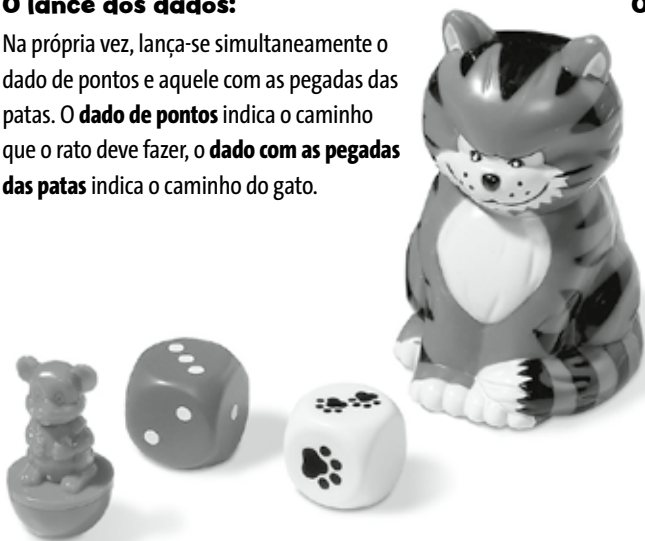 O lance dos dados:
Na própria vez, lança-se simultaneamente o
dado de pontos e aquele com as pegadas das
patas. O dado de pontos indica o caminho
que o rato deve fazer, o dado com as pegadas
das patas indica o caminho do gato.